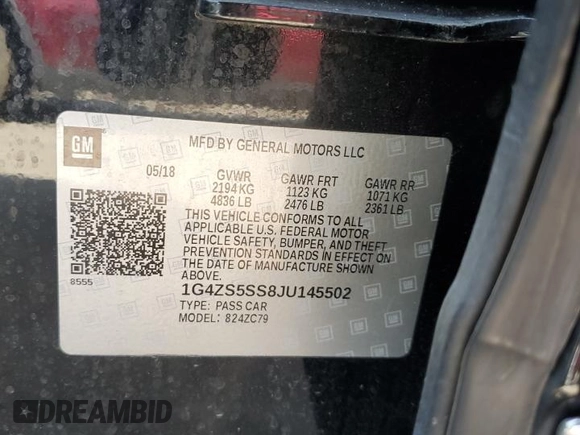 GM
MFD BY GENERAL MOTORS LLC
05/18
GVWR GAWR FRT GAWR RR
2194 KG 1123 KG 1071 KG
4836 LB 2476 LB 2361 LB
THIS VEHICLE CONFORMS TO ALL
APPLICABLE U.S. FEDERAL MOTOR
VEHICLE SAFETY, BUMPER, AND THEFT
PREVENTION STANDARDS IN EFFECT ON
THE DATE OF MANUFACTURE SHOWN
ABOVE.
8555
1G4ZS5SS8JU145502
TYPE: PASS CAR
MODEL: 824ZC79
DREAMBID